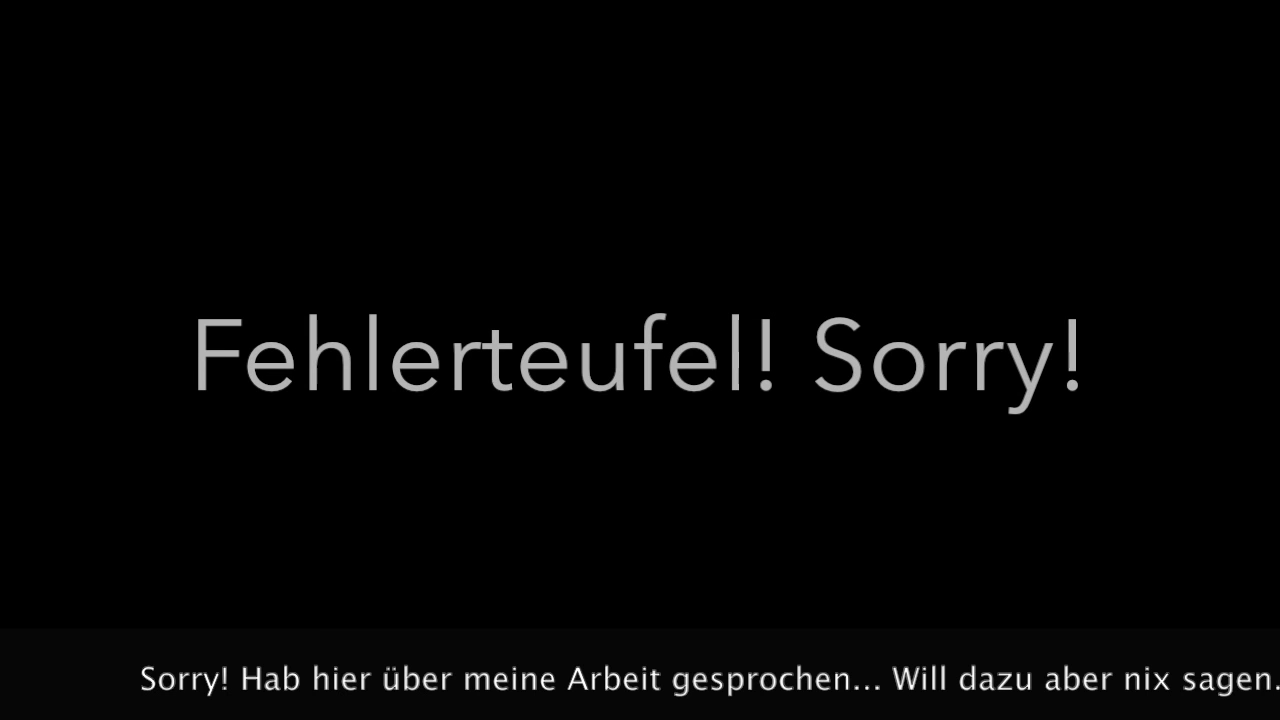 Fehlerteufel! Sorry!
Sorry! Hab hier über meine Arbeit gesprochen... Will dazu aber nix sagen.